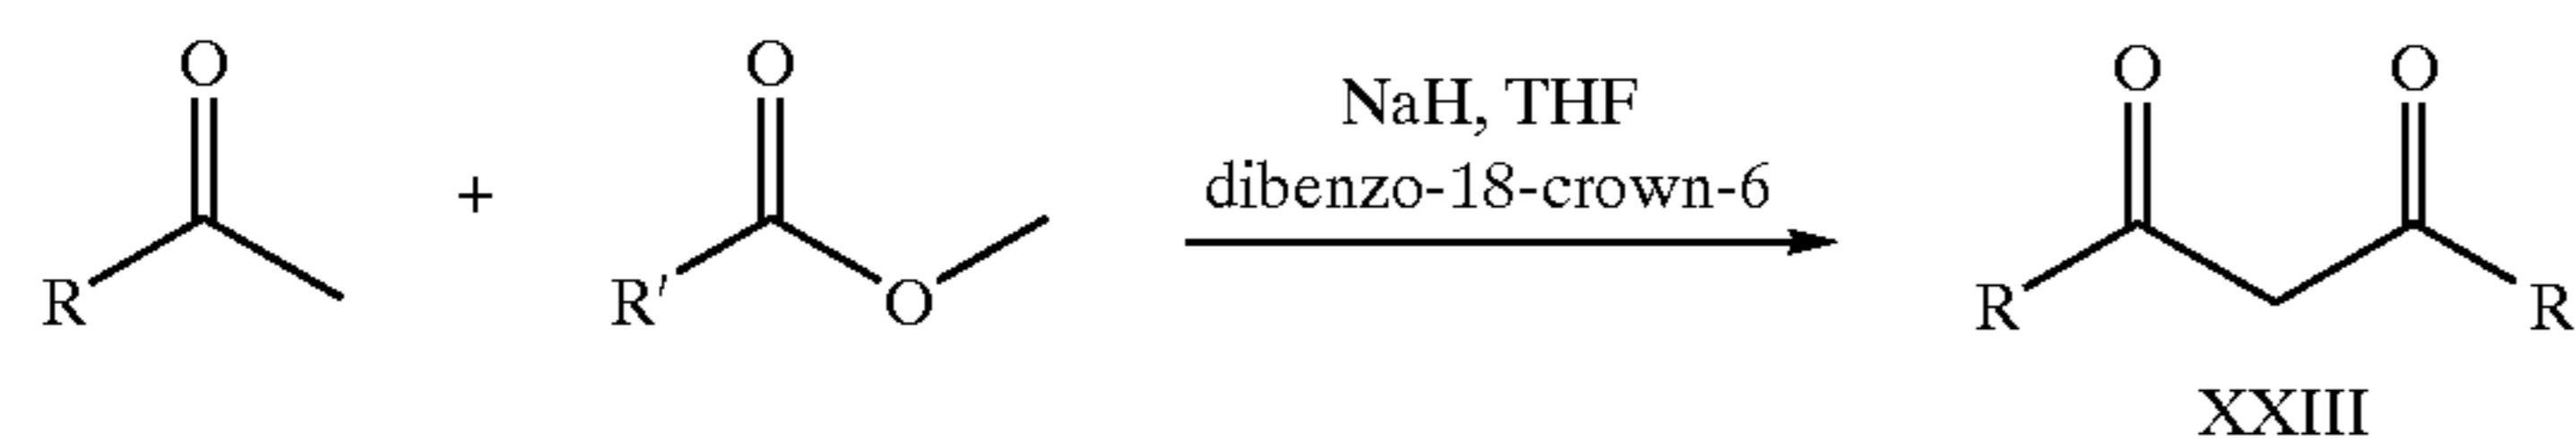 O O O O
NaH, THF
+ dibenzo-18-crown-6
R R' O R R
XXIII